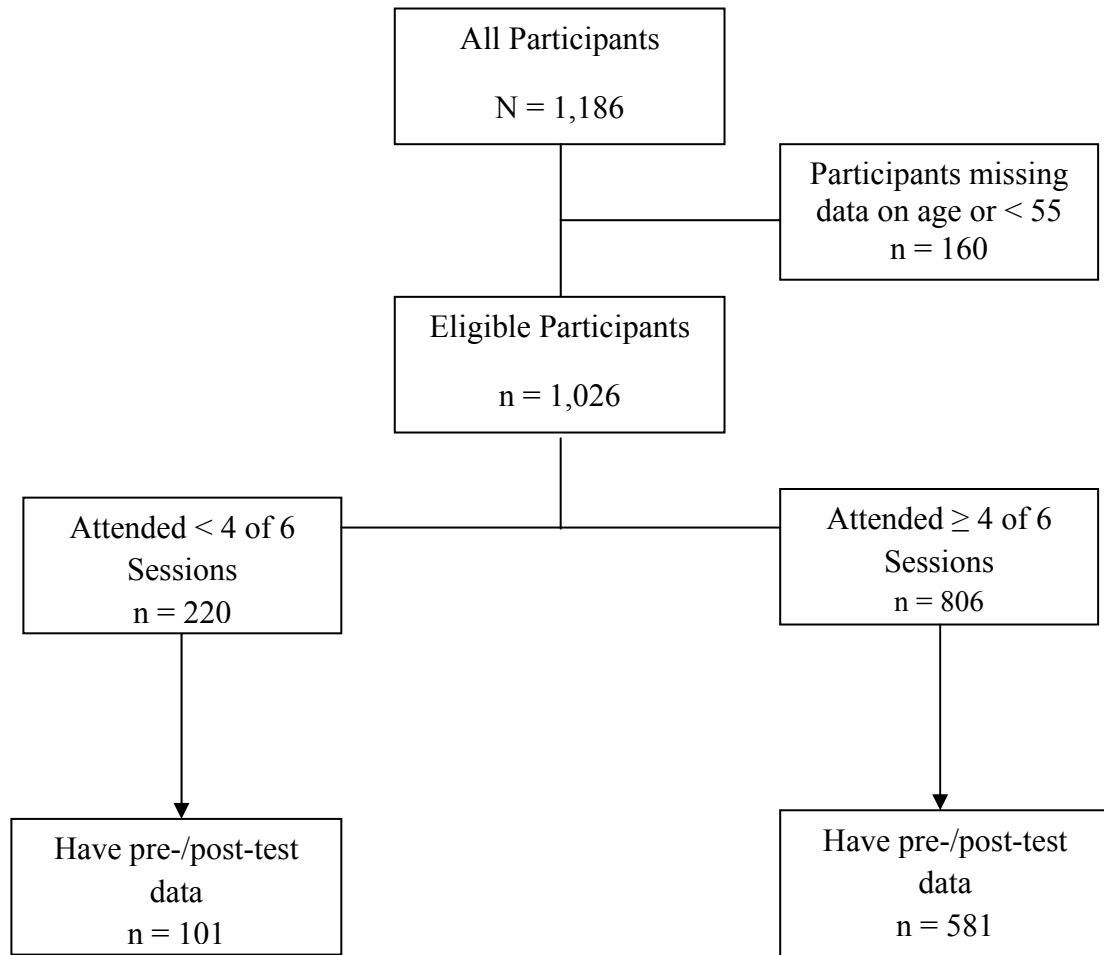 All Participants
N = 1,186
Participants missing
data on age or < 55
n = 160
Eligible Participants
n = 1,026
Attended < 4 of 6
Sessions
n = 220
Attended ≥ 4 of 6
Sessions
n = 806
Have pre-/post-test
data
n = 101
Have pre-/post-test
data
n = 581